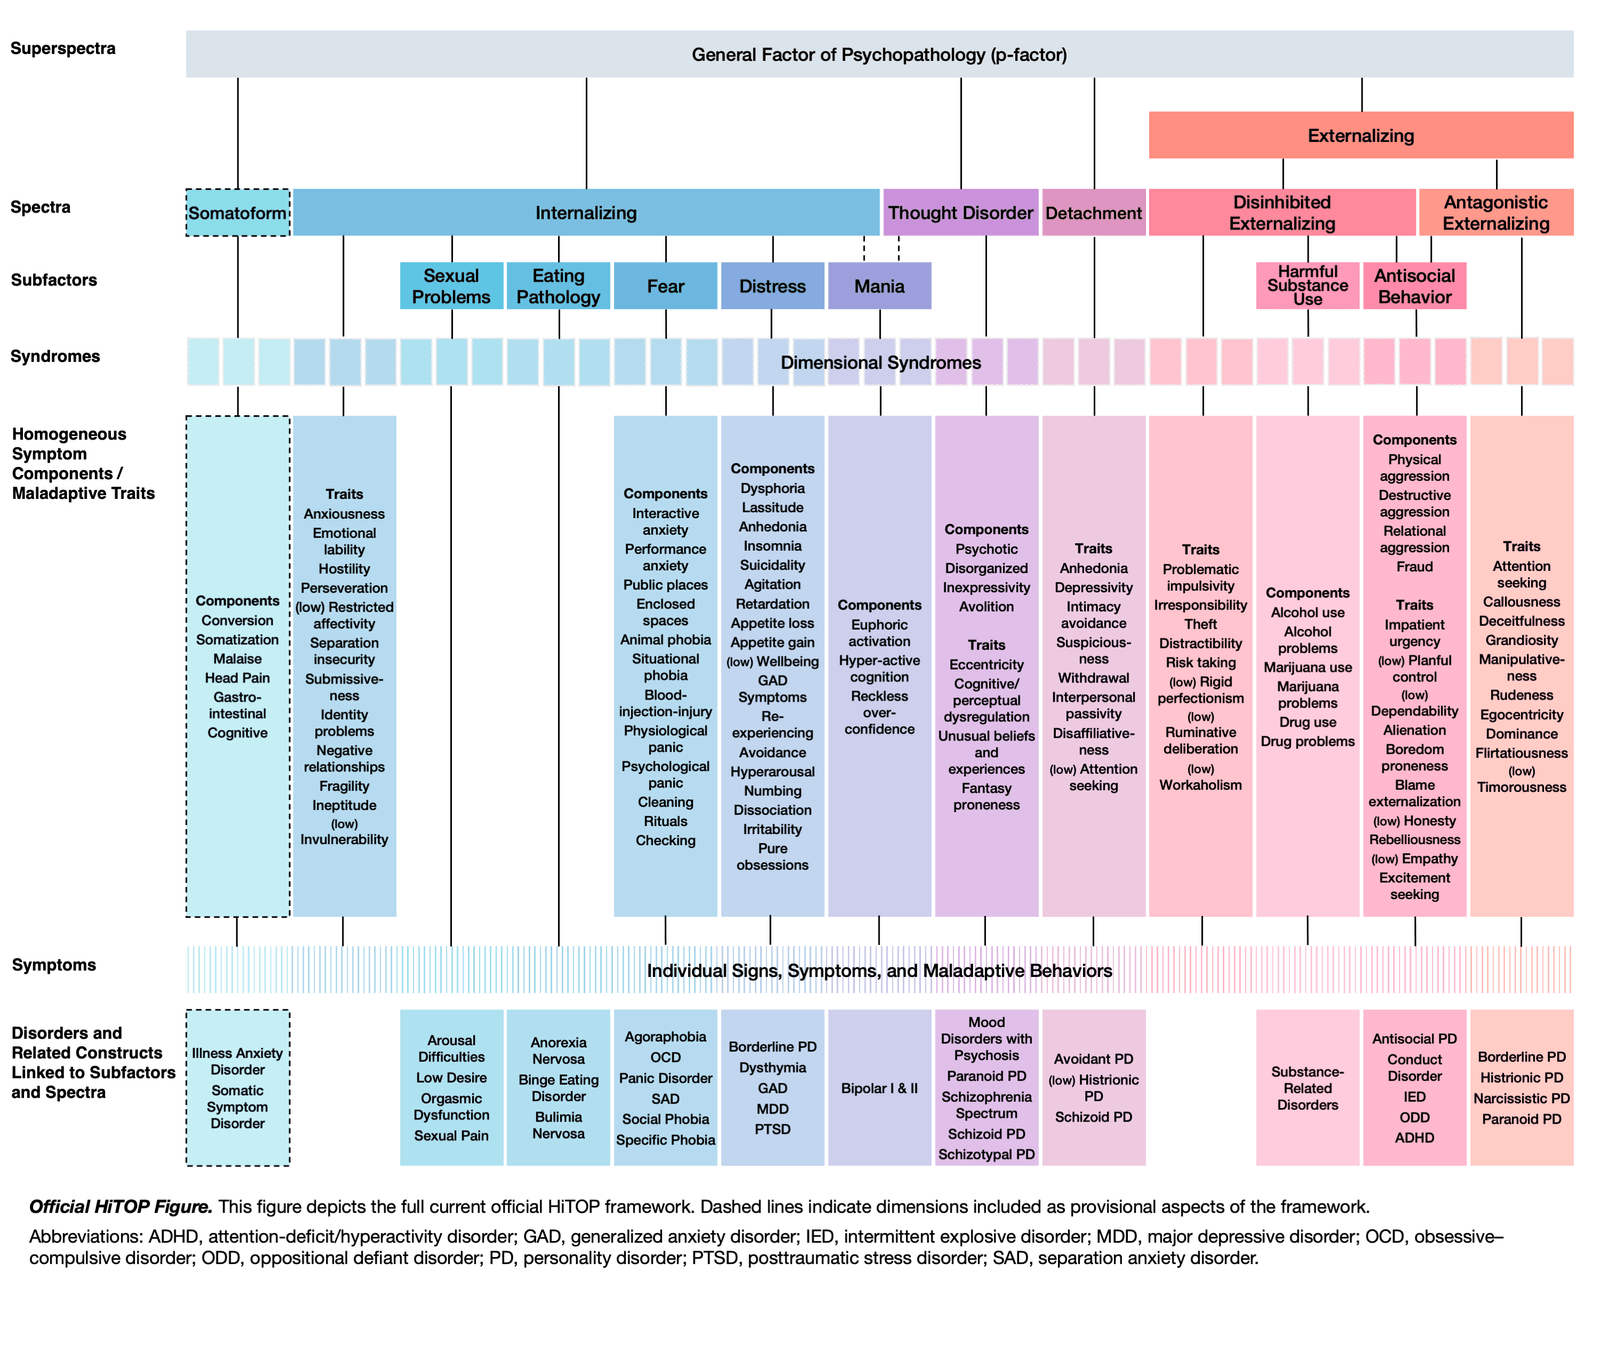 Superspectra
General Factor of Psychopathology (p-factor)
Externalizing
Spectra
Somatoform
Internalizing
Thought Disorder
Detachment
Disinhibited
Externalizing
Antagonistic
Externalizing
Subfactors
Sexual
Problems
Eating
Pathology
Fear
Distress
Mania
Harmful
Substance
Use
Antisocial
Behavior
Syndromes
Dimensional Syndromes
Homogeneous
Symptom
Components /
Maladaptive Traits
Components
Conversion
Somatization
Malaise
Head Pain
Gastro-
intestinal
Cognitive
Traits
Anxiousness
Emotional
lability
Hostility
Perseveration
(low) Restricted
affectivity
Separation
insecurity
Submissive-
ness
Identity
problems
Negative
relationships
Fragility
Ineptitude
(low)
Invulnerability
Components
Interactive
anxiety
Performance
anxiety
Public places
Enclosed
spaces
Animal phobia
Situational
phobia
Blood-
injection-injury
Physiological
panic
Psychological
panic
Cleaning
Rituals
Checking
Components
Dysphoria
Lassitude
Anhedonia
Insomnia
Suicidality
Agitation
Retardation
Appetite loss
Appetite gain
(low) Wellbeing
GAD
Symptoms
Re-
experiencing
Avoidance
Hyperarousal
Numbing
Dissociation
Irritability
Pure
obsessions
Components
Euphoric
activation
Hyper-active
cognition
Reckless
over-
confidence
Components
Psychotic
Disorganized
Inexpressivity
Avolition
Traits
Eccentricity
Cognitive/
perceptual
dysregulation
Unusual beliefs
and
experiences
Fantasy
proneness
Traits
Anhedonia
Depressivity
Intimacy
avoidance
Suspicious-
ness
Withdrawal
Interpersonal
passivity
Disaffiliative-
ness
(low) Attention
seeking
Traits
Problematic
impulsivity
Irresponsibility
Theft
Distractibility
Risk taking
(low) Rigid
perfectionism
(low)
Ruminative
deliberation
(low)
Workaholism
Components
Alcohol use
Alcohol
problems
Marijuana use
Marijuana
problems
Drug use
Drug problems
Components
Physical
aggression
Destructive
aggression
Relational
aggression
Fraud
Traits
Impatient
urgency
(low) Planful
control
(low)
Dependability
Alienation
Boredom
proneness
Blame
externalization
(low) Honesty
Rebelliousness
(low) Empathy
Excitement
seeking
Traits
Attention
seeking
Callousness
Deceitfulness
Grandiosity
Manipulative-
ness
Rudeness
Egocentricity
Dominance
Flirtatiousness
(low)
Timorousness
Symptoms
Individual Signs, Symptoms, and Maladaptive Behaviors
Disorders and
Related Constructs
Linked to Subfactors
and Spectra
Illness Anxiety
Disorder
Somatic
Symptom
Disorder
Arousal
Difficulties
Low Desire
Orgasmic
Dysfunction
Sexual Pain
Anorexia
Nervosa
Binge Eating
Disorder
Bulimia
Nervosa
Agoraphobia
OCD
Panic Disorder
SAD
Social Phobia
Specific Phobia
Borderline PD
Dysthymia
GAD
MDD
PTSD
Bipolar I & II
Mood
Disorders with
Psychosis
Paranoid PD
Schizophrenia
Spectrum
Schizoid PD
Schizotypal PD
Avoidant PD
(low) Histrionic
PD
Schizoid PD
Substance-
Related
Disorders
Antisocial PD
Conduct
Disorder
IED
ODD
ADHD
Borderline PD
Histrionic PD
Narcissistic PD
Paranoid PD
Official HiTOP Figure. This figure depicts the full current official HiTOP framework. Dashed lines indicate dimensions included as provisional aspects of the framework.
Abbreviations: ADHD, attention-deficit/hyperactivity disorder; GAD, generalized anxiety disorder; IED, intermittent explosive disorder; MDD, major depressive disorder; OCD, obsessive–
compulsive disorder; ODD, oppositional defiant disorder; PD, personality disorder; PTSD, posttraumatic stress disorder; SAD, separation anxiety disorder.